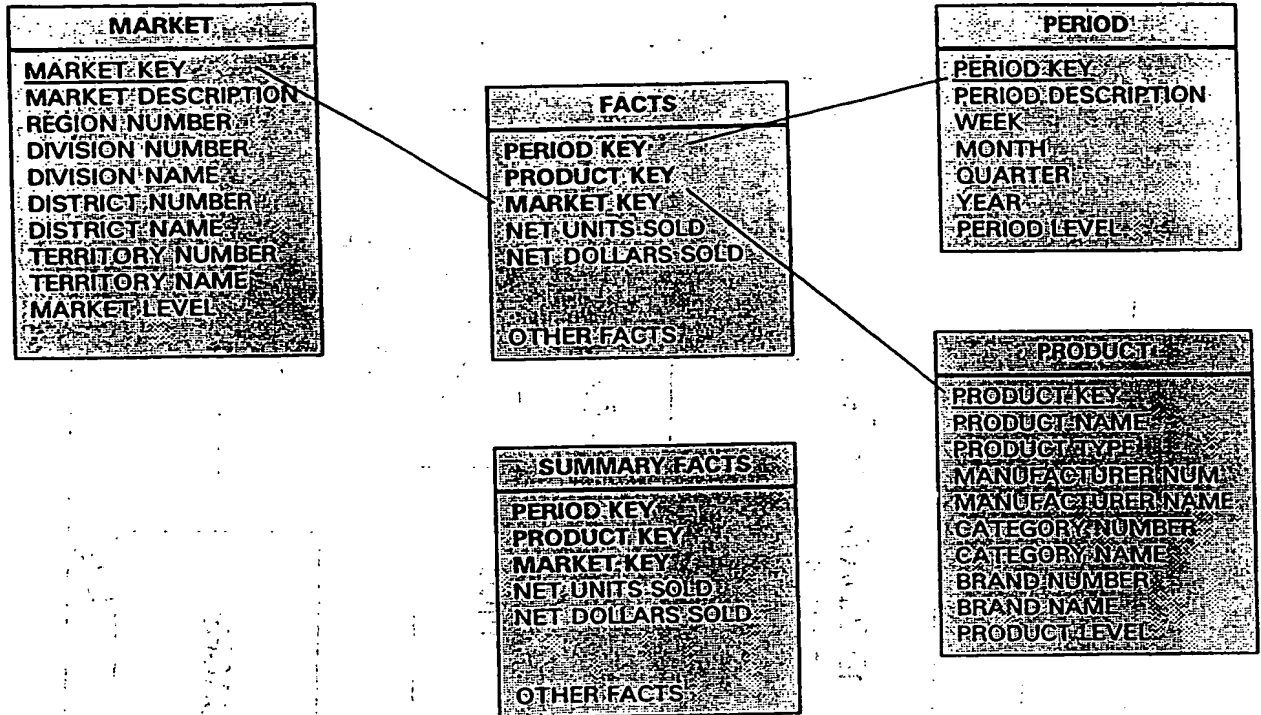 MARKET
MARKET KEY
MARKET DESCRIPTION
REGION NUMBER
DIVISION NUMBER
DIVISION NAME
DISTRICT NUMBER
DISTRICT NAME
TERRITORY NUMBER
TERRITORY NAME
MARKET LEVEL
FACTS
PERIOD KEY
PRODUCT KEY
MARKET KEY
NET UNITS SOLD
NET DOLLARS SOLD
OTHER FACTS
SUMMARY FACTS
PERIOD KEY
PRODUCT KEY
MARKET KEY
NET UNITS SOLD
NET DOLLARS SOLD
OTHER FACTS
PERIOD
PERIOD KEY
PERIOD DESCRIPTION
WEEK
MONTH
QUARTER
YEAR
PERIOD LEVEL
PRODUCT
PRODUCT KEY
PRODUCT NAME
PRODUCT TYPE
MANUFACTURER NUM
MANUFACTURER NAME
CATEGORY NUMBER
CATEGORY NAME
BRAND NUMBER
BRAND NAME
PRODUCT LEVEL